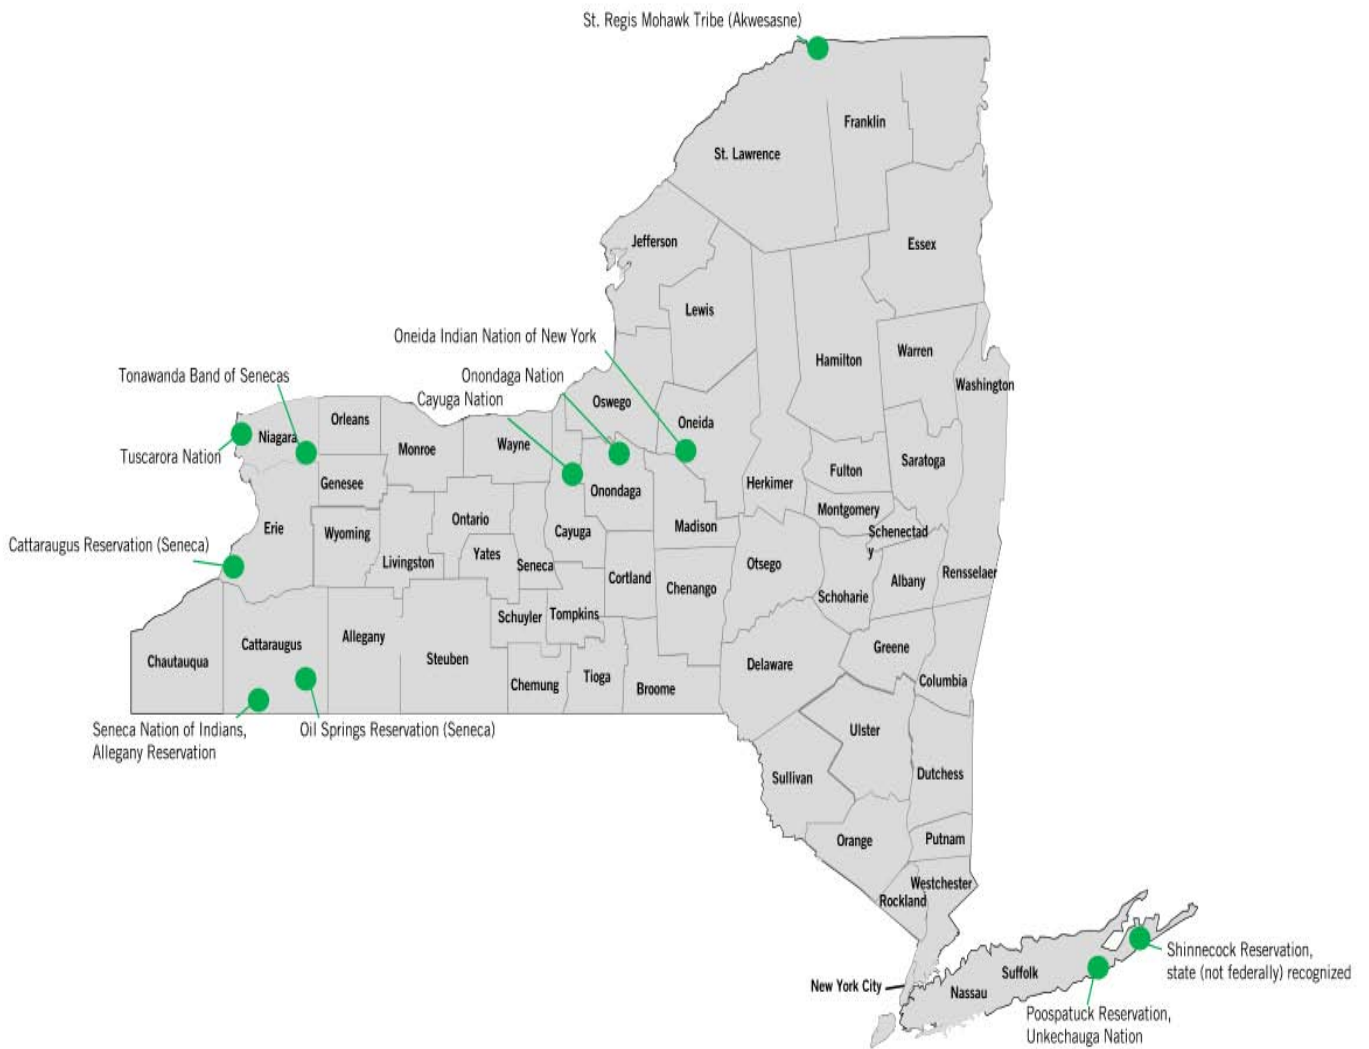 St. Regis Mohawk Tribe (Akwesasne)
Franklin
St. Lawrence
Jefferson
Essex
Lewis
Oneida Indian Nation of New York
Hamilton
Warren
Tonawanda Band of Senecas
Onondaga Nation
Washington
Cayuga Nation
Oswego
Orleans
Oneida
Niagara
Monroe
Wayne
Tuscarora Nation
Saratoga
Fulton
Genesee
Herkimer
Onondaga
Montgomery
Ontario
Madison
Erie
Wyoming
Cayuga
Schenectad
y
Cattaraugus Reservation (Seneca)
Yates
Livingston
Seneca
Otsego
Cortland
Rensselaer
Albany
Chenango
Schoharie
Schuyler
Tompkins
Allegany
Cattaraugus
Greene
Steuben
Chautauqua
Delaware
Tioga
Columbia
Chemung
Broome
Seneca Nation of Indians,
Allegany Reservation
Oil Springs Reservation (Seneca)
Ulster
Sullivan
Dutchess
Orange
Putnam
Westchester
Rockland
Shinnecock Reservation,
state (not federally) recognized
Suffolk
New York City
Nassau
Poospatuck Reservation,
Unkechauga Nation